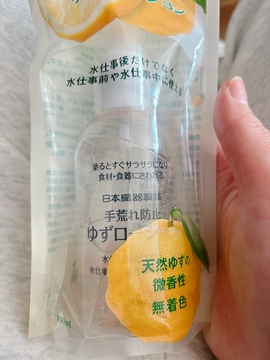 水仕事後だけでなく
水仕事前や水仕事中に使える
塗るとすぐサラサラになり
食材・食器にさわれる
日本臓器製薬
手荒れ防止
ゆずロー
天然ゆずの
微香性
無着色